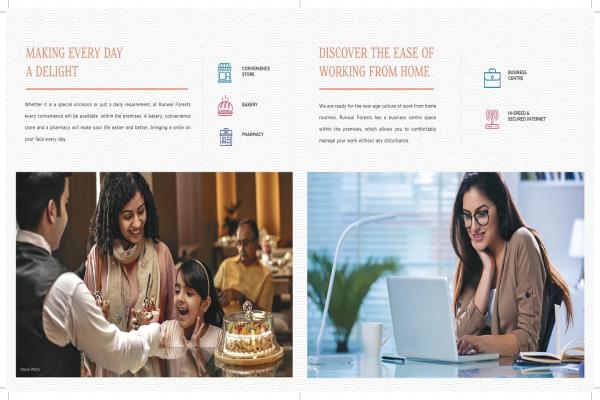 MAKING EVERY DAY
A DELIGHT
Whether it is a special occasion or just a daily requirement, at Runwal Forests
every convenience will be available within the premises. A bakery, convenience
store and a pharmacy will make your life easier and better, bringing a smile on
your face every day.
CONVENIENCE
STORE
BAKERY
PHARMACY
Stock Photo
DISCOVER THE EASE OF
WORKING FROM HOME
We are ready for the new-age culture of work from home
routines. Runwal Forests has a business centre space
within the premises, which allows you to comfortably
manage your work without any disturbance.
BUSINESS
CENTRE
HI-SPEED &
SECURED INTERNET